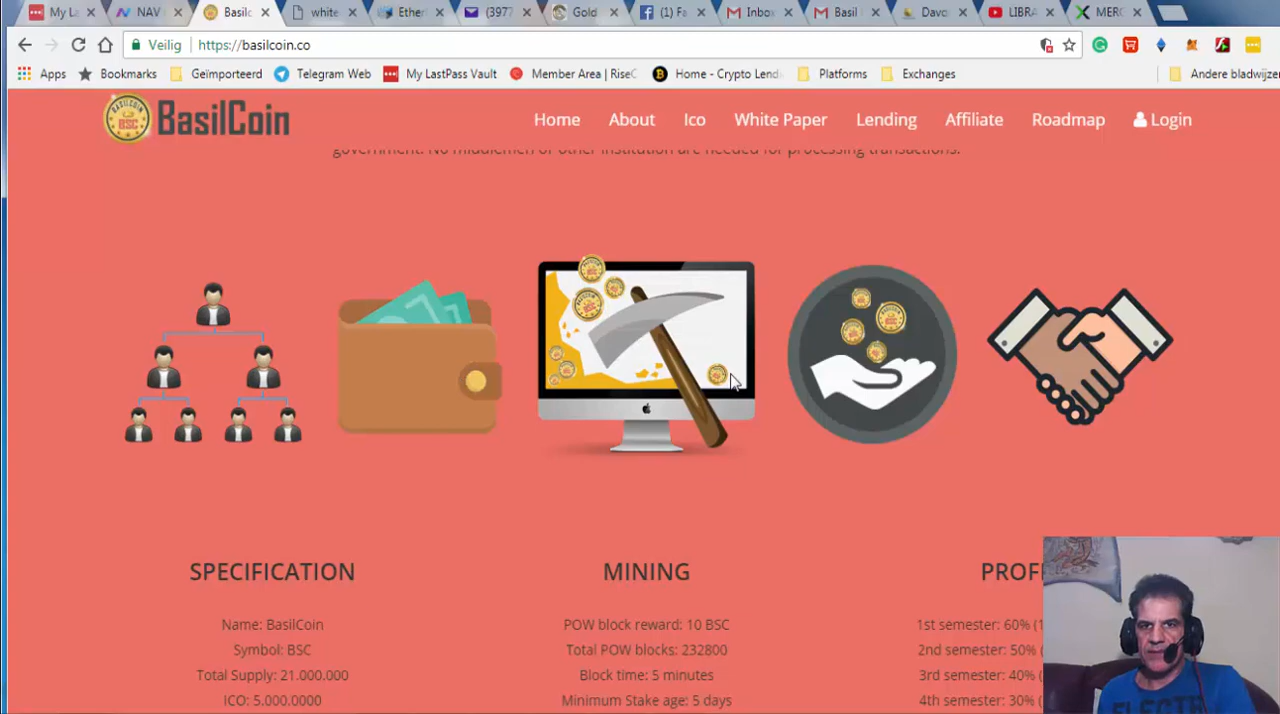 My La
NAV
Basilc
white
Ether
(3977
Gold
(1) Fa
Inbox
Basil
Davo
LIBRA
MERC
Veilig
https://basilcoin.co
Apps
Bookmarks
Geïmporteerd
Telegram Web
My LastPass Vault
Member Area | RiseC
Home - Crypto Lendi
Platforms
Exchanges
Andere bladwijzer
BASILCOIN
BSC
BasilCoin
Home
About
Ico
White Paper
Lending
Affiliate
Roadmap
Login
government. No middlemen or other institution are needed for processing transactions.
SPECIFICATION
Name: BasilCoin
Symbol: BSC
Total Supply: 21.000.000
ICO: 5.000.0000
MINING
POW block reward: 10 BSC
Total POW blocks: 232800
Block time: 5 minutes
Minimum Stake age: 5 days
PROF
1st semester: 60% (1
2nd semester: 50% (
3rd semester: 40% (
4th semester: 30% (
ELECTRIC